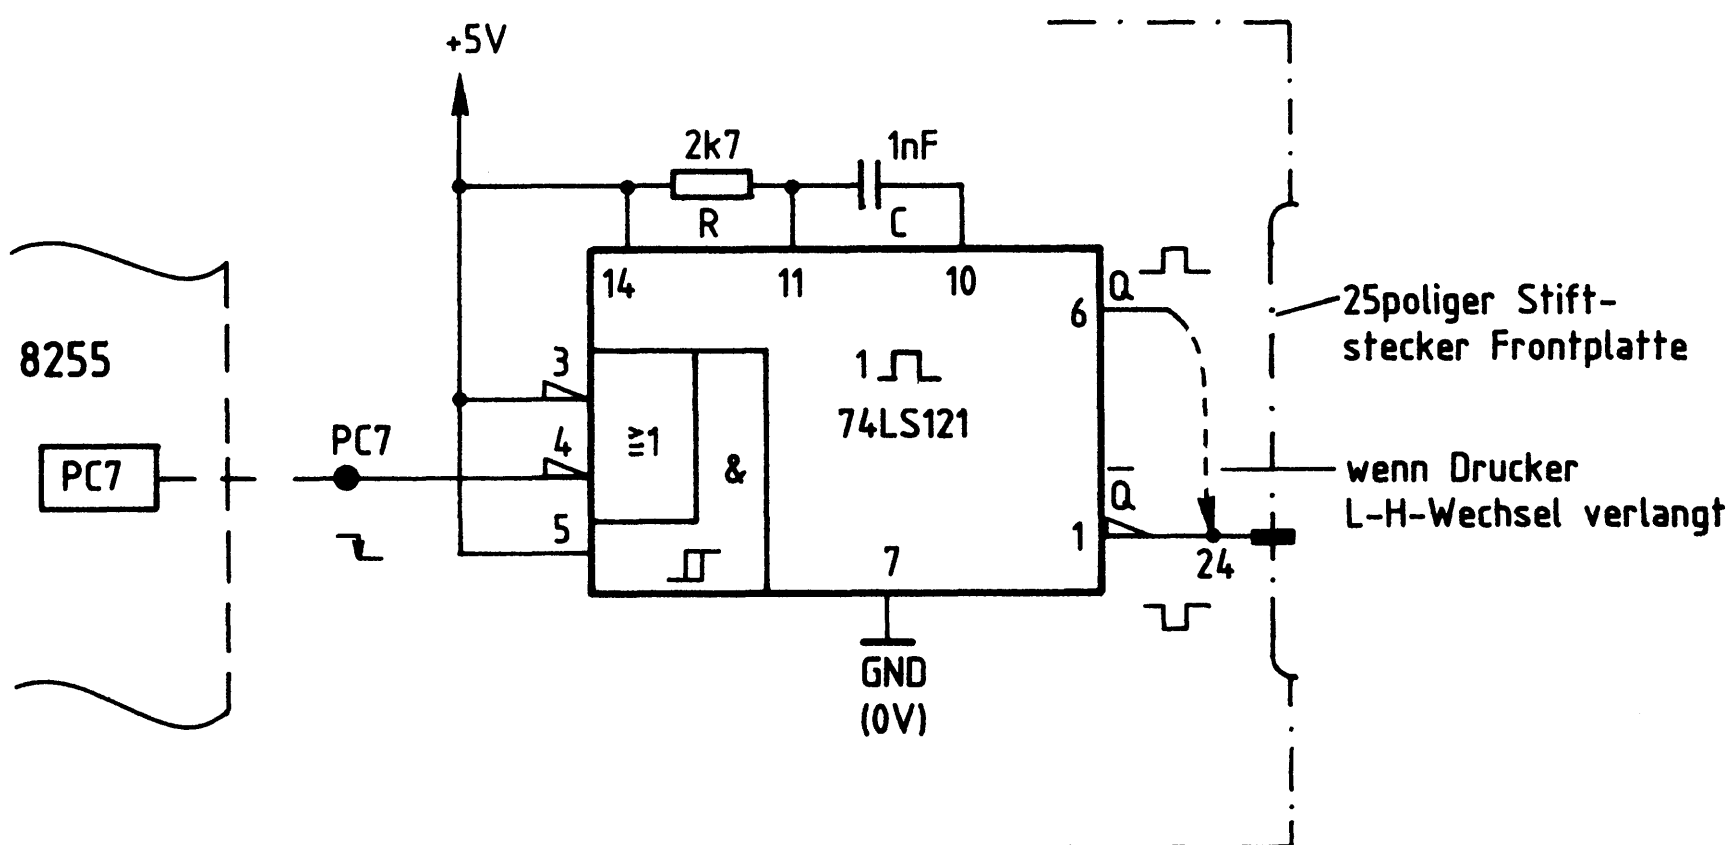 +5V
2k7
1nF
R
C
14
11
10
Q
6
25poliger Stift-
stecker Frontplatte
8255
3
1
74LS121
PC7
PC7
4
≧1
&
Q̅
wenn Drucker
L-H-Wechsel verlangt
5
7
1
24
GND
(0V)